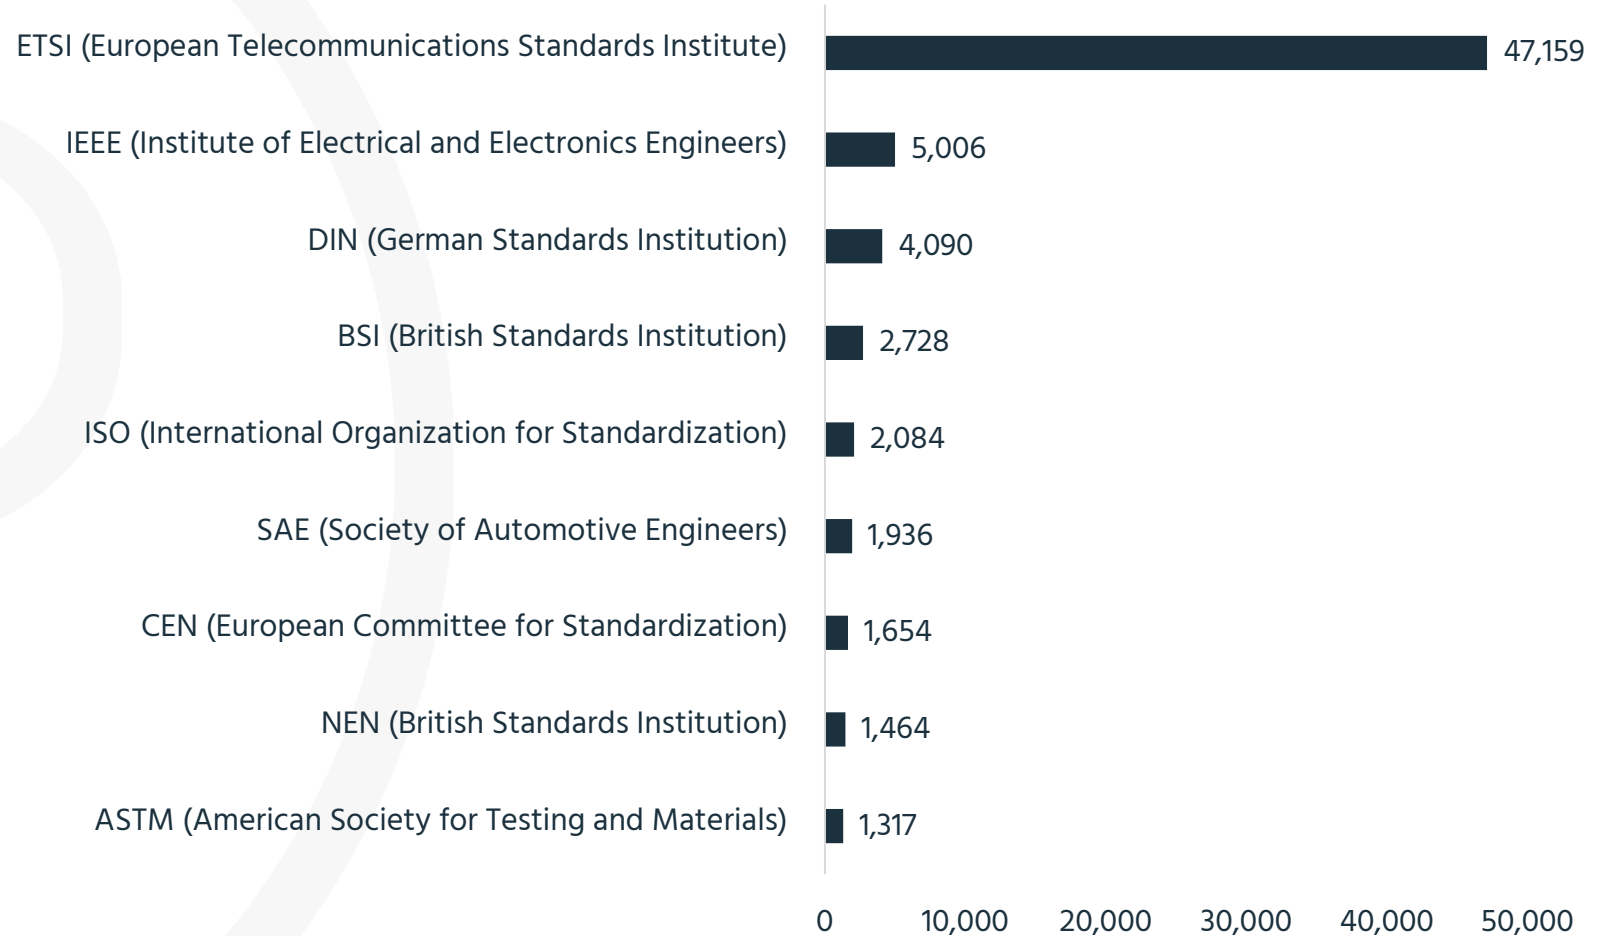 ETSI (European Telecommunications Standards Institute) 47,159
IEEE (Institute of Electrical and Electronics Engineers) 5,006
DIN (German Standards Institution) 4,090
BSI (British Standards Institution) 2,728
ISO (International Organization for Standardization) 2,084
SAE (Society of Automotive Engineers) 1,936
CEN (European Committee for Standardization) 1,654
NEN (British Standards Institution) 1,464
ASTM (American Society for Testing and Materials) 1,317
0 10,000 20,000 30,000 40,000 50,000